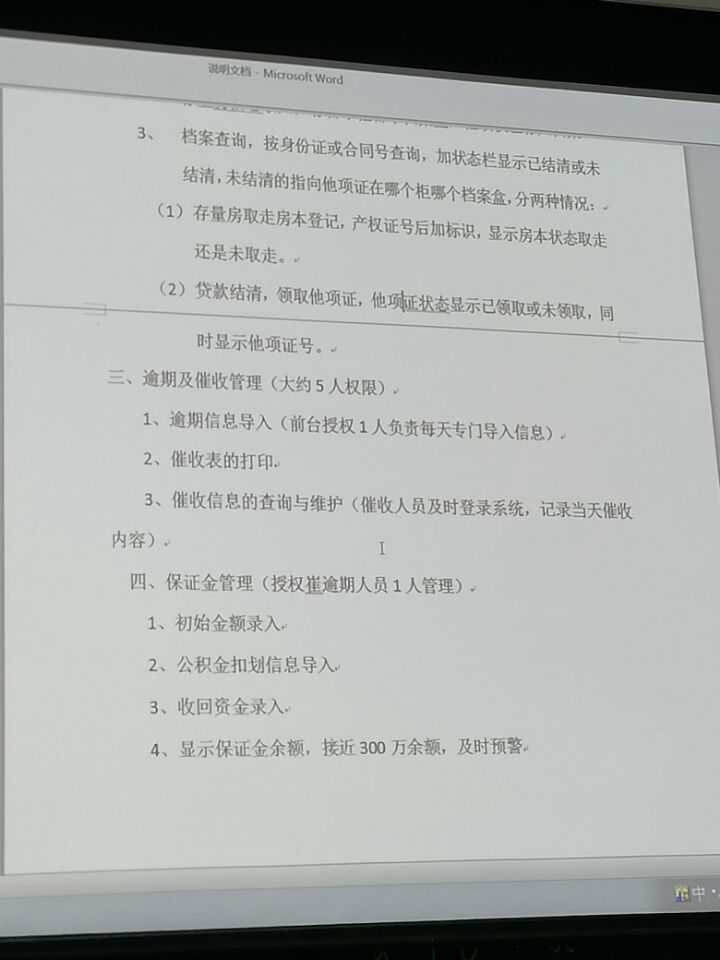 说明文档 - Microsoft Word
3、 档案查询，按身份证或合同号查询，加状态栏显示已结清或未
结清，未结清的指向他项证在哪个柜哪个档案盒，分两种情况：
（1）存量房取走房本登记，产权证号后加标识，显示房本状态取走
还是未取走。
（2）贷款结清，领取他项证，他项证状态显示已领取或未领取，同
时显示他项证号。
三、逾期及催收管理（大约 5 人权限）
1、逾期信息导入（前台授权 1 人负责每天专门导入信息）
2、催收表的打印
3、催收信息的查询与维护（催收人员及时登录系统，记录当天催收
内容）
四、保证金管理（授权崔逾期人员 1 人管理）
1、初始金额录入
2、公积金扣划信息导入
3、收回资金录入
4、显示保证金余额，接近 300 万余额，及时预警
中